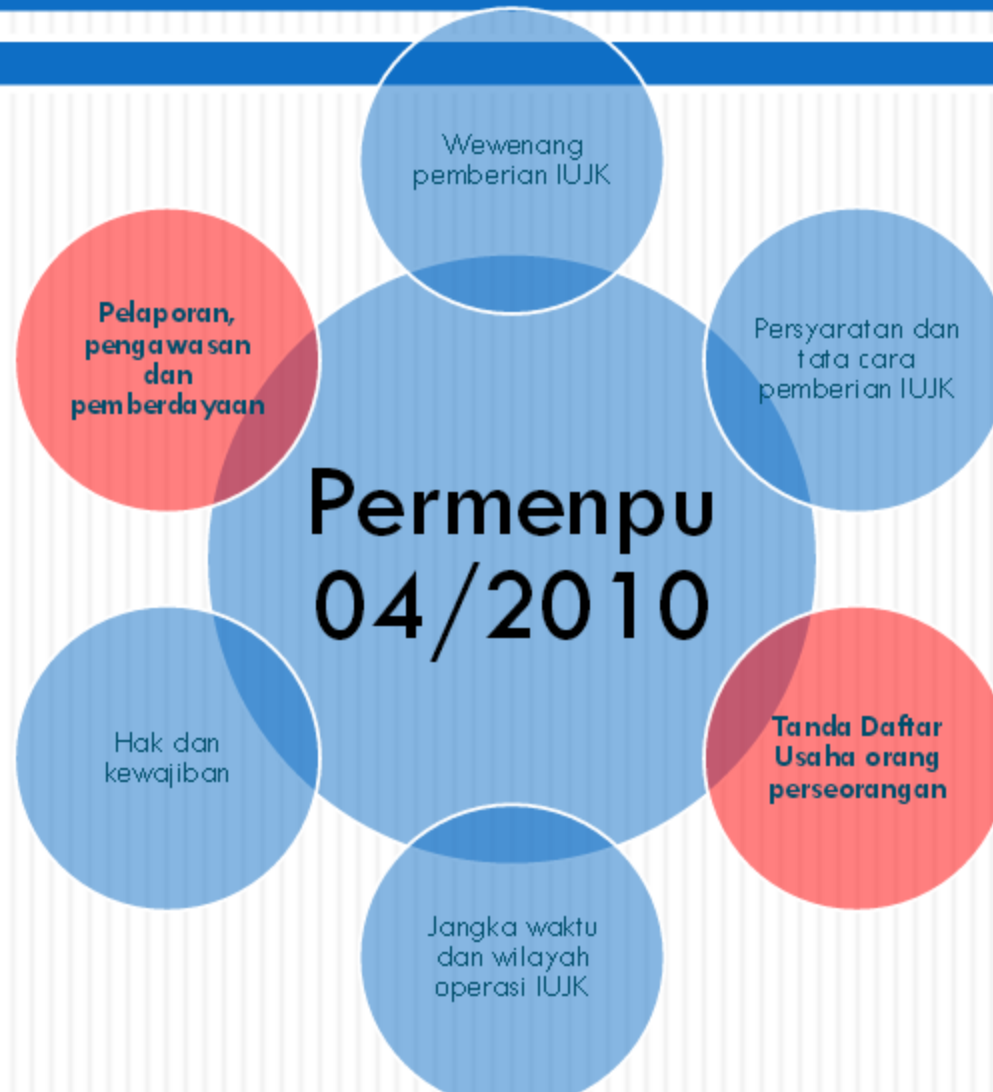 Wewenang
pemberian IUJK
Pelaporan,
pengawasan
dan
pemberdayaan
Persyaratan dan
tata cara
pemberian IUJK
Permenpu
04/2010
Hak dan
kewajiban
Tanda Daftar
Usaha orang
perseorangan
Jangka waktu
dan wilayah
operasi IUJK